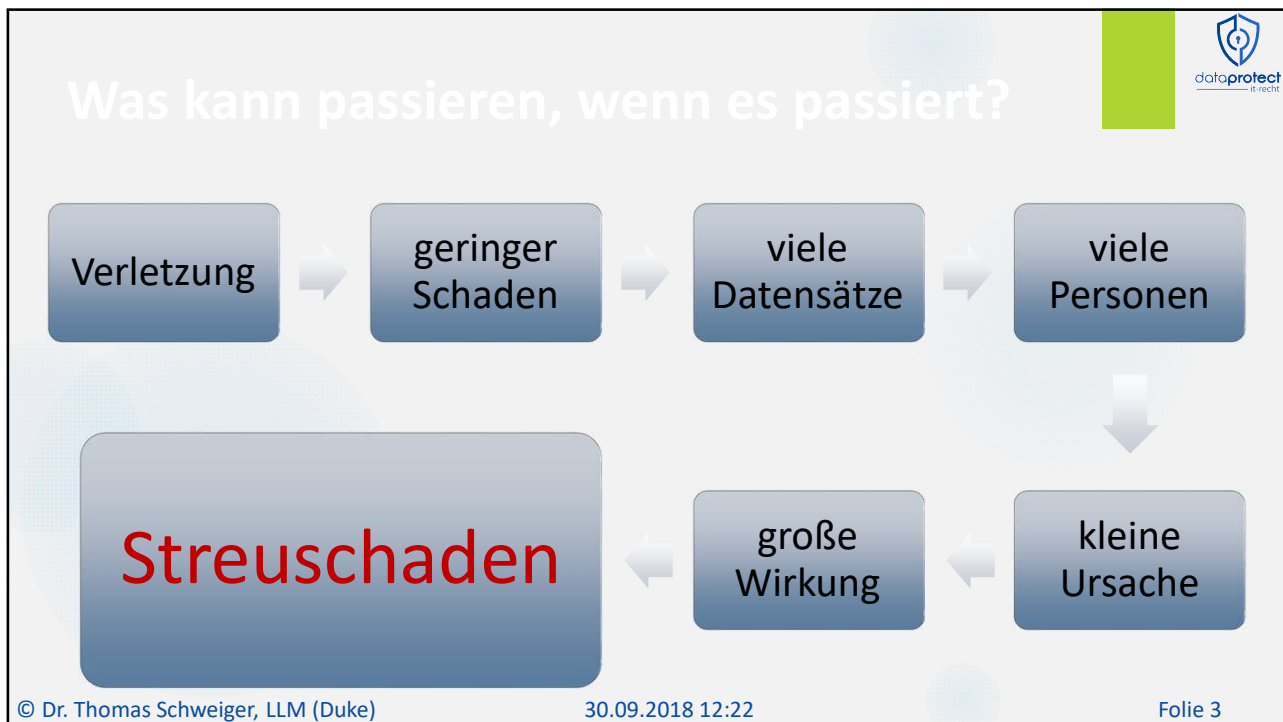 Was kann passieren, wenn es passiert?
dataprotect
it-recht
Verletzung
geringer
Schaden
viele
Datensätze
viele
Personen
kleine
Ursache
große
Wirkung
Streuschaden
© Dr. Thomas Schweiger, LLM (Duke) 30.09.2018 12:22 Folie 3